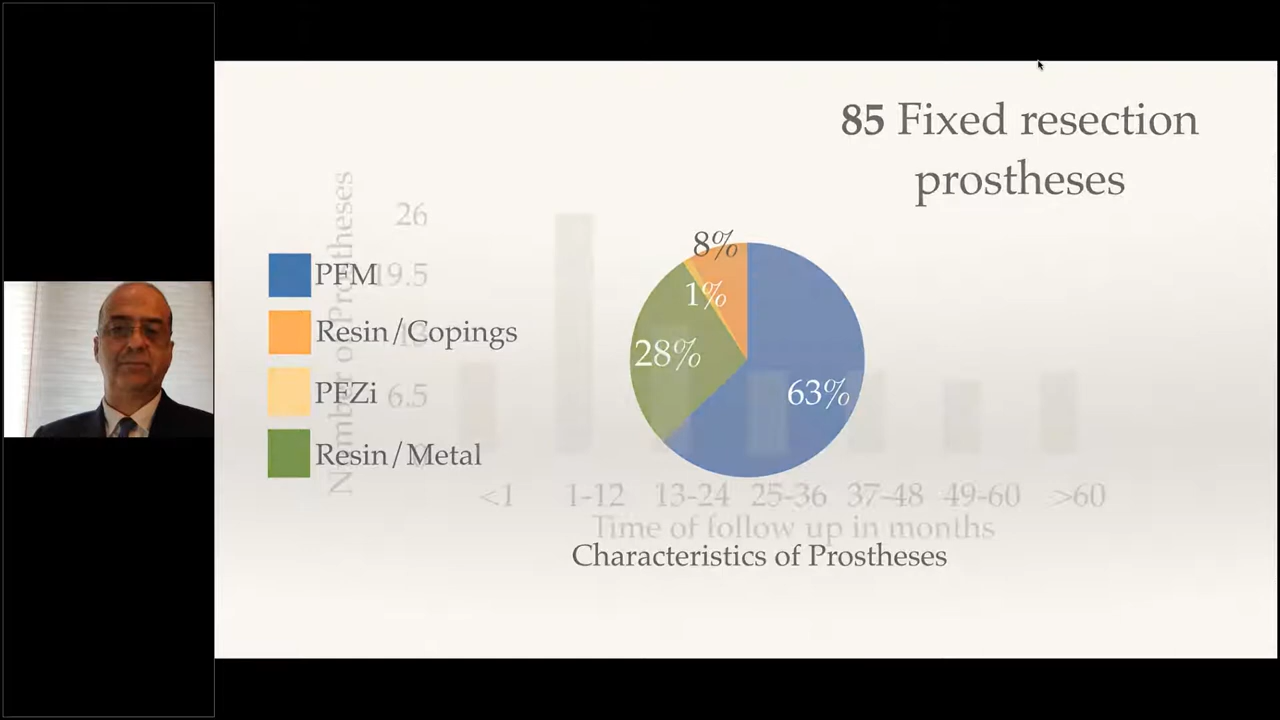 85 Fixed resection
prostheses
Number of Prostheses
26
19.5
13
6.5
PFM
Resin/Copings
PFZi
Resin/Metal
8%
1%
28%
63%
<1 1-12 13-24 25-36 37-48 49-60 >60
Time of follow up in months
Characteristics of Prostheses